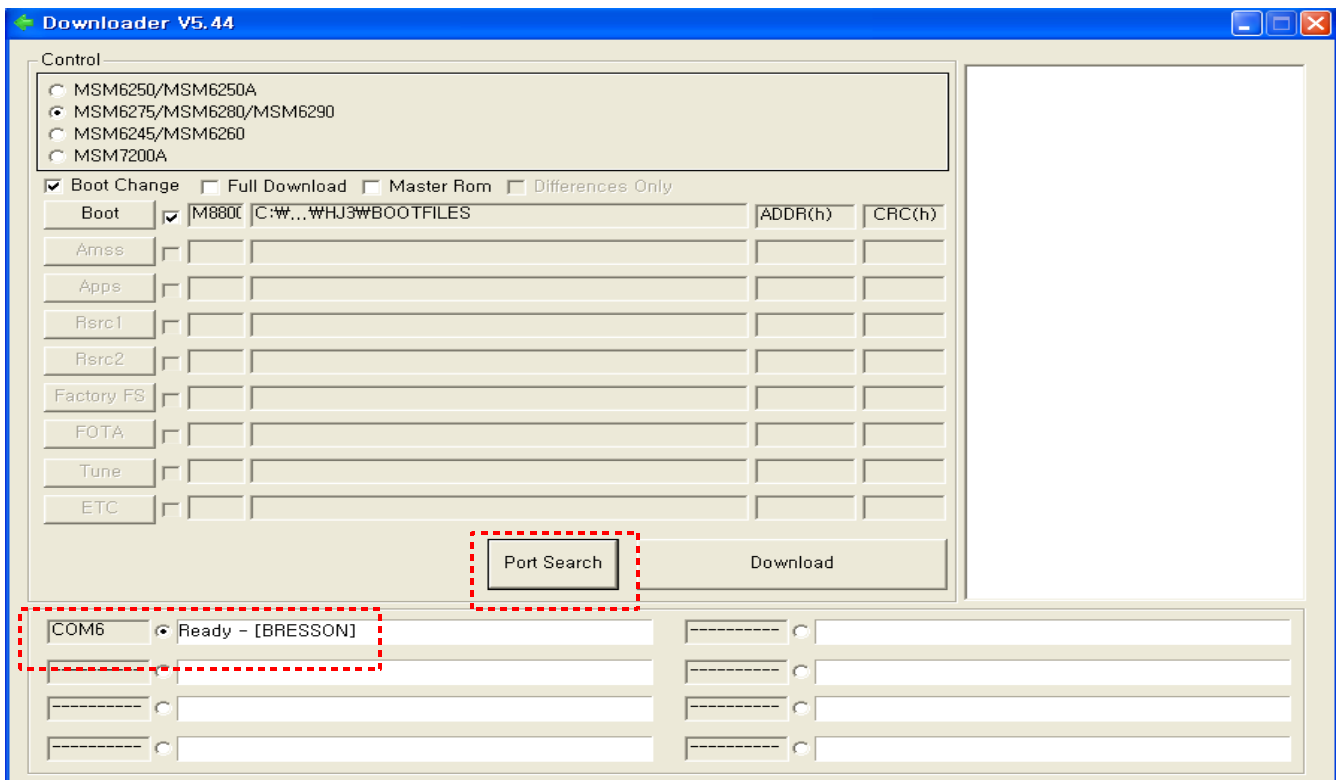 Downloader V5.44
Control
MSM6250/MSM6250A
MSM6275/MSM6280/MSM6290
MSM6245/MSM6260
MSM7200A
Boot Change Full Download Master Rom Differences Only
Boot M880 C:₩...₩HJ3₩BOOTFILES ADDR(h) CRC(h)
Amss
Apps
Rsrc1
Rsrc2
Factory FS
FOTA
Tune
ETC
Port Search Download
COM6 Ready - [BRESSON] ----------
---------- ----------
---------- ----------
---------- ----------